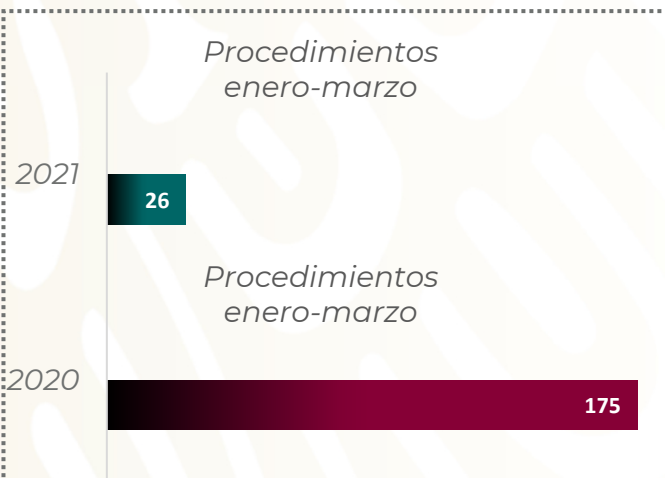 Procedimientos
enero-marzo
2021
26
Procedimientos
enero-marzo
2020
175